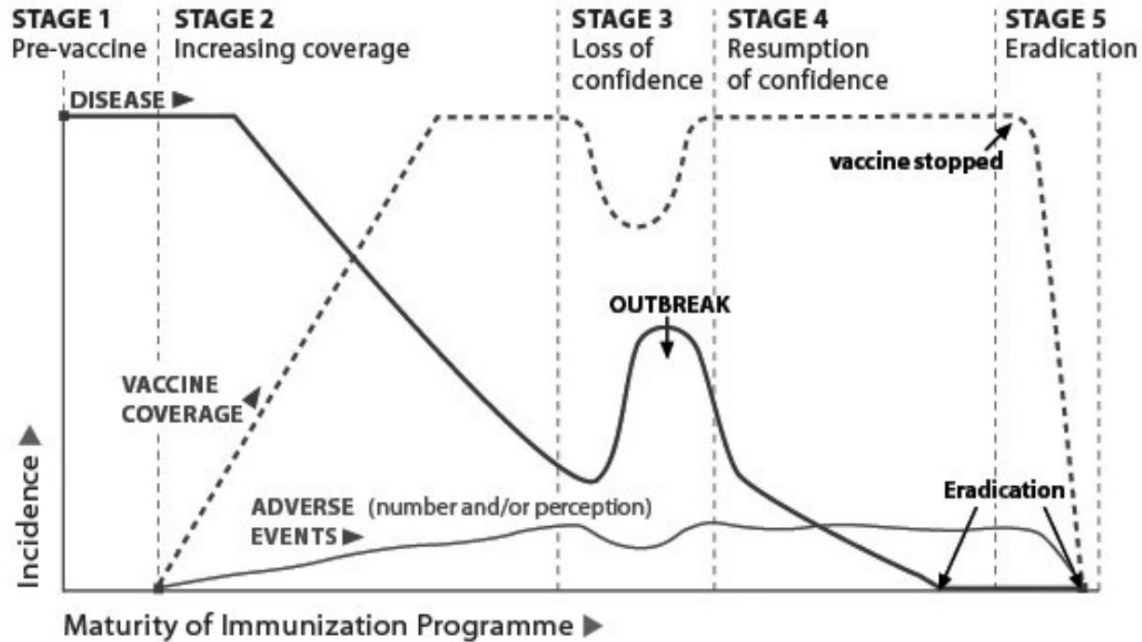 STAGE 1
Pre-vaccine
STAGE 2
Increasing coverage
STAGE 3
Loss of
confidence
STAGE 4
Resumption
of confidence
STAGE 5
Eradication
DISEASE ►
vaccine stopped
OUTBREAK
VACCINE
COVERAGE
ADVERSE (number and/or perception)
EVENTS ►
Eradication
Incidence ►
Maturity of Immunization Programme ►